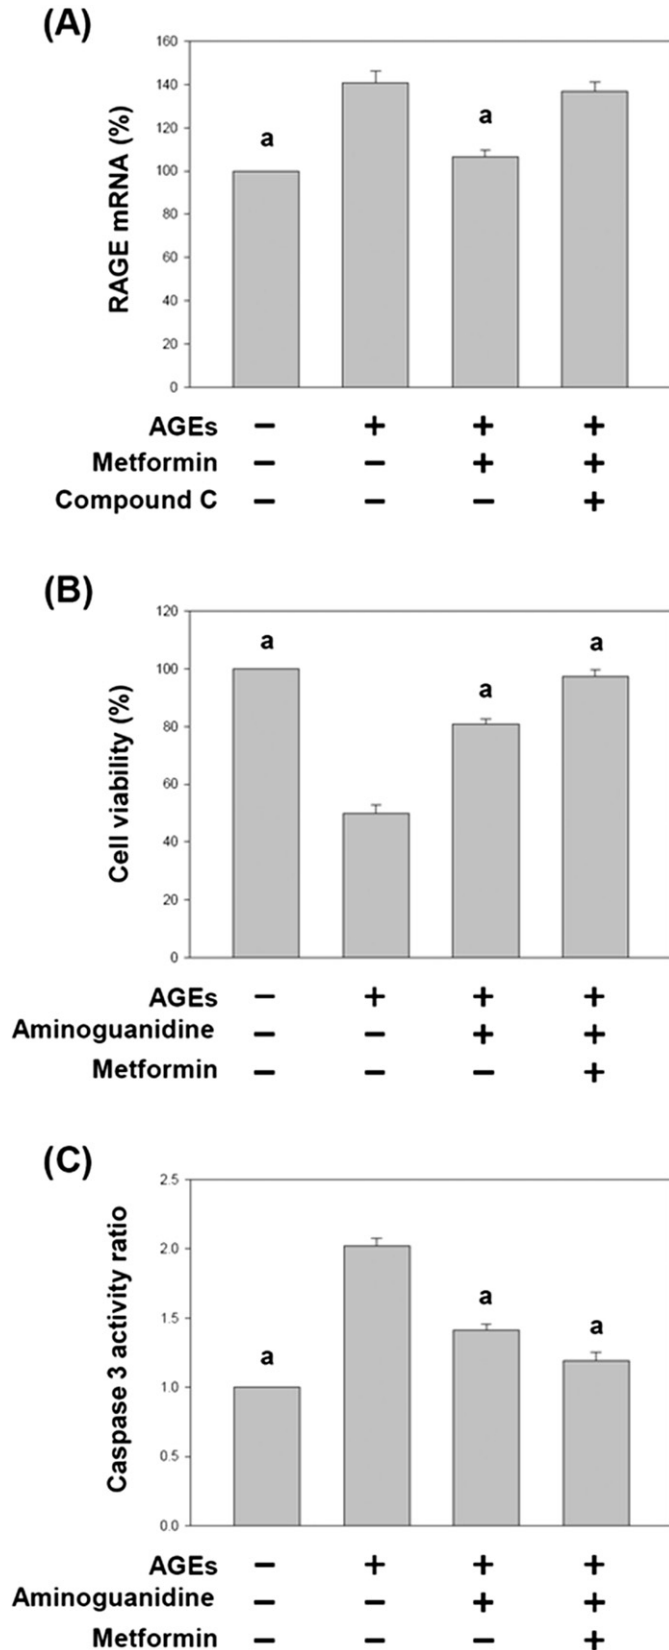 (A)
RAGE mRNA (%)
160
140
120
100
80
60
40
20
0
a
a
AGEs − + + +
Metformin − − + +
Compound C − − − +
(B)
Cell viability (%)
120
100
80
60
40
20
0
a
a
a
AGEs − + + +
Aminoguanidine − − + +
Metformin − − − +
(C)
Caspase 3 activity ratio
2.5
2.0
1.5
1.0
0.5
0.0
a
a
a
AGEs − + + +
Aminoguanidine − − + +
Metformin − − − +